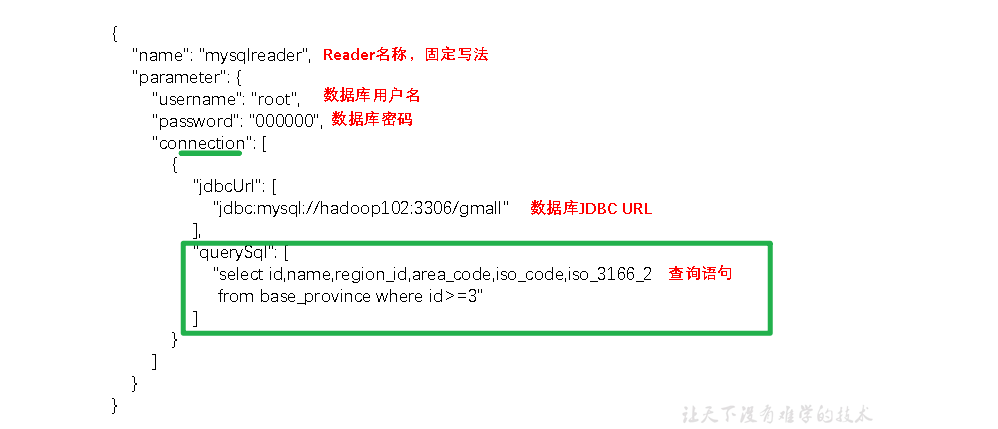 {
"name": "mysqlreader", Reader名称，固定写法
"parameter": {
"username": "root", 数据库用户名
"password": "000000", 数据库密码
"connection": [
{
"jdbcUrl": [
"jdbc:mysql://hadoop102:3306/gmall" 数据库JDBC URL
],
"querySql": [
"select id,name,region_id,area_code,iso_code,iso_3166_2 查询语句
from base_province where id>=3"
]
}
]
}
}
让天下没有难学的技术